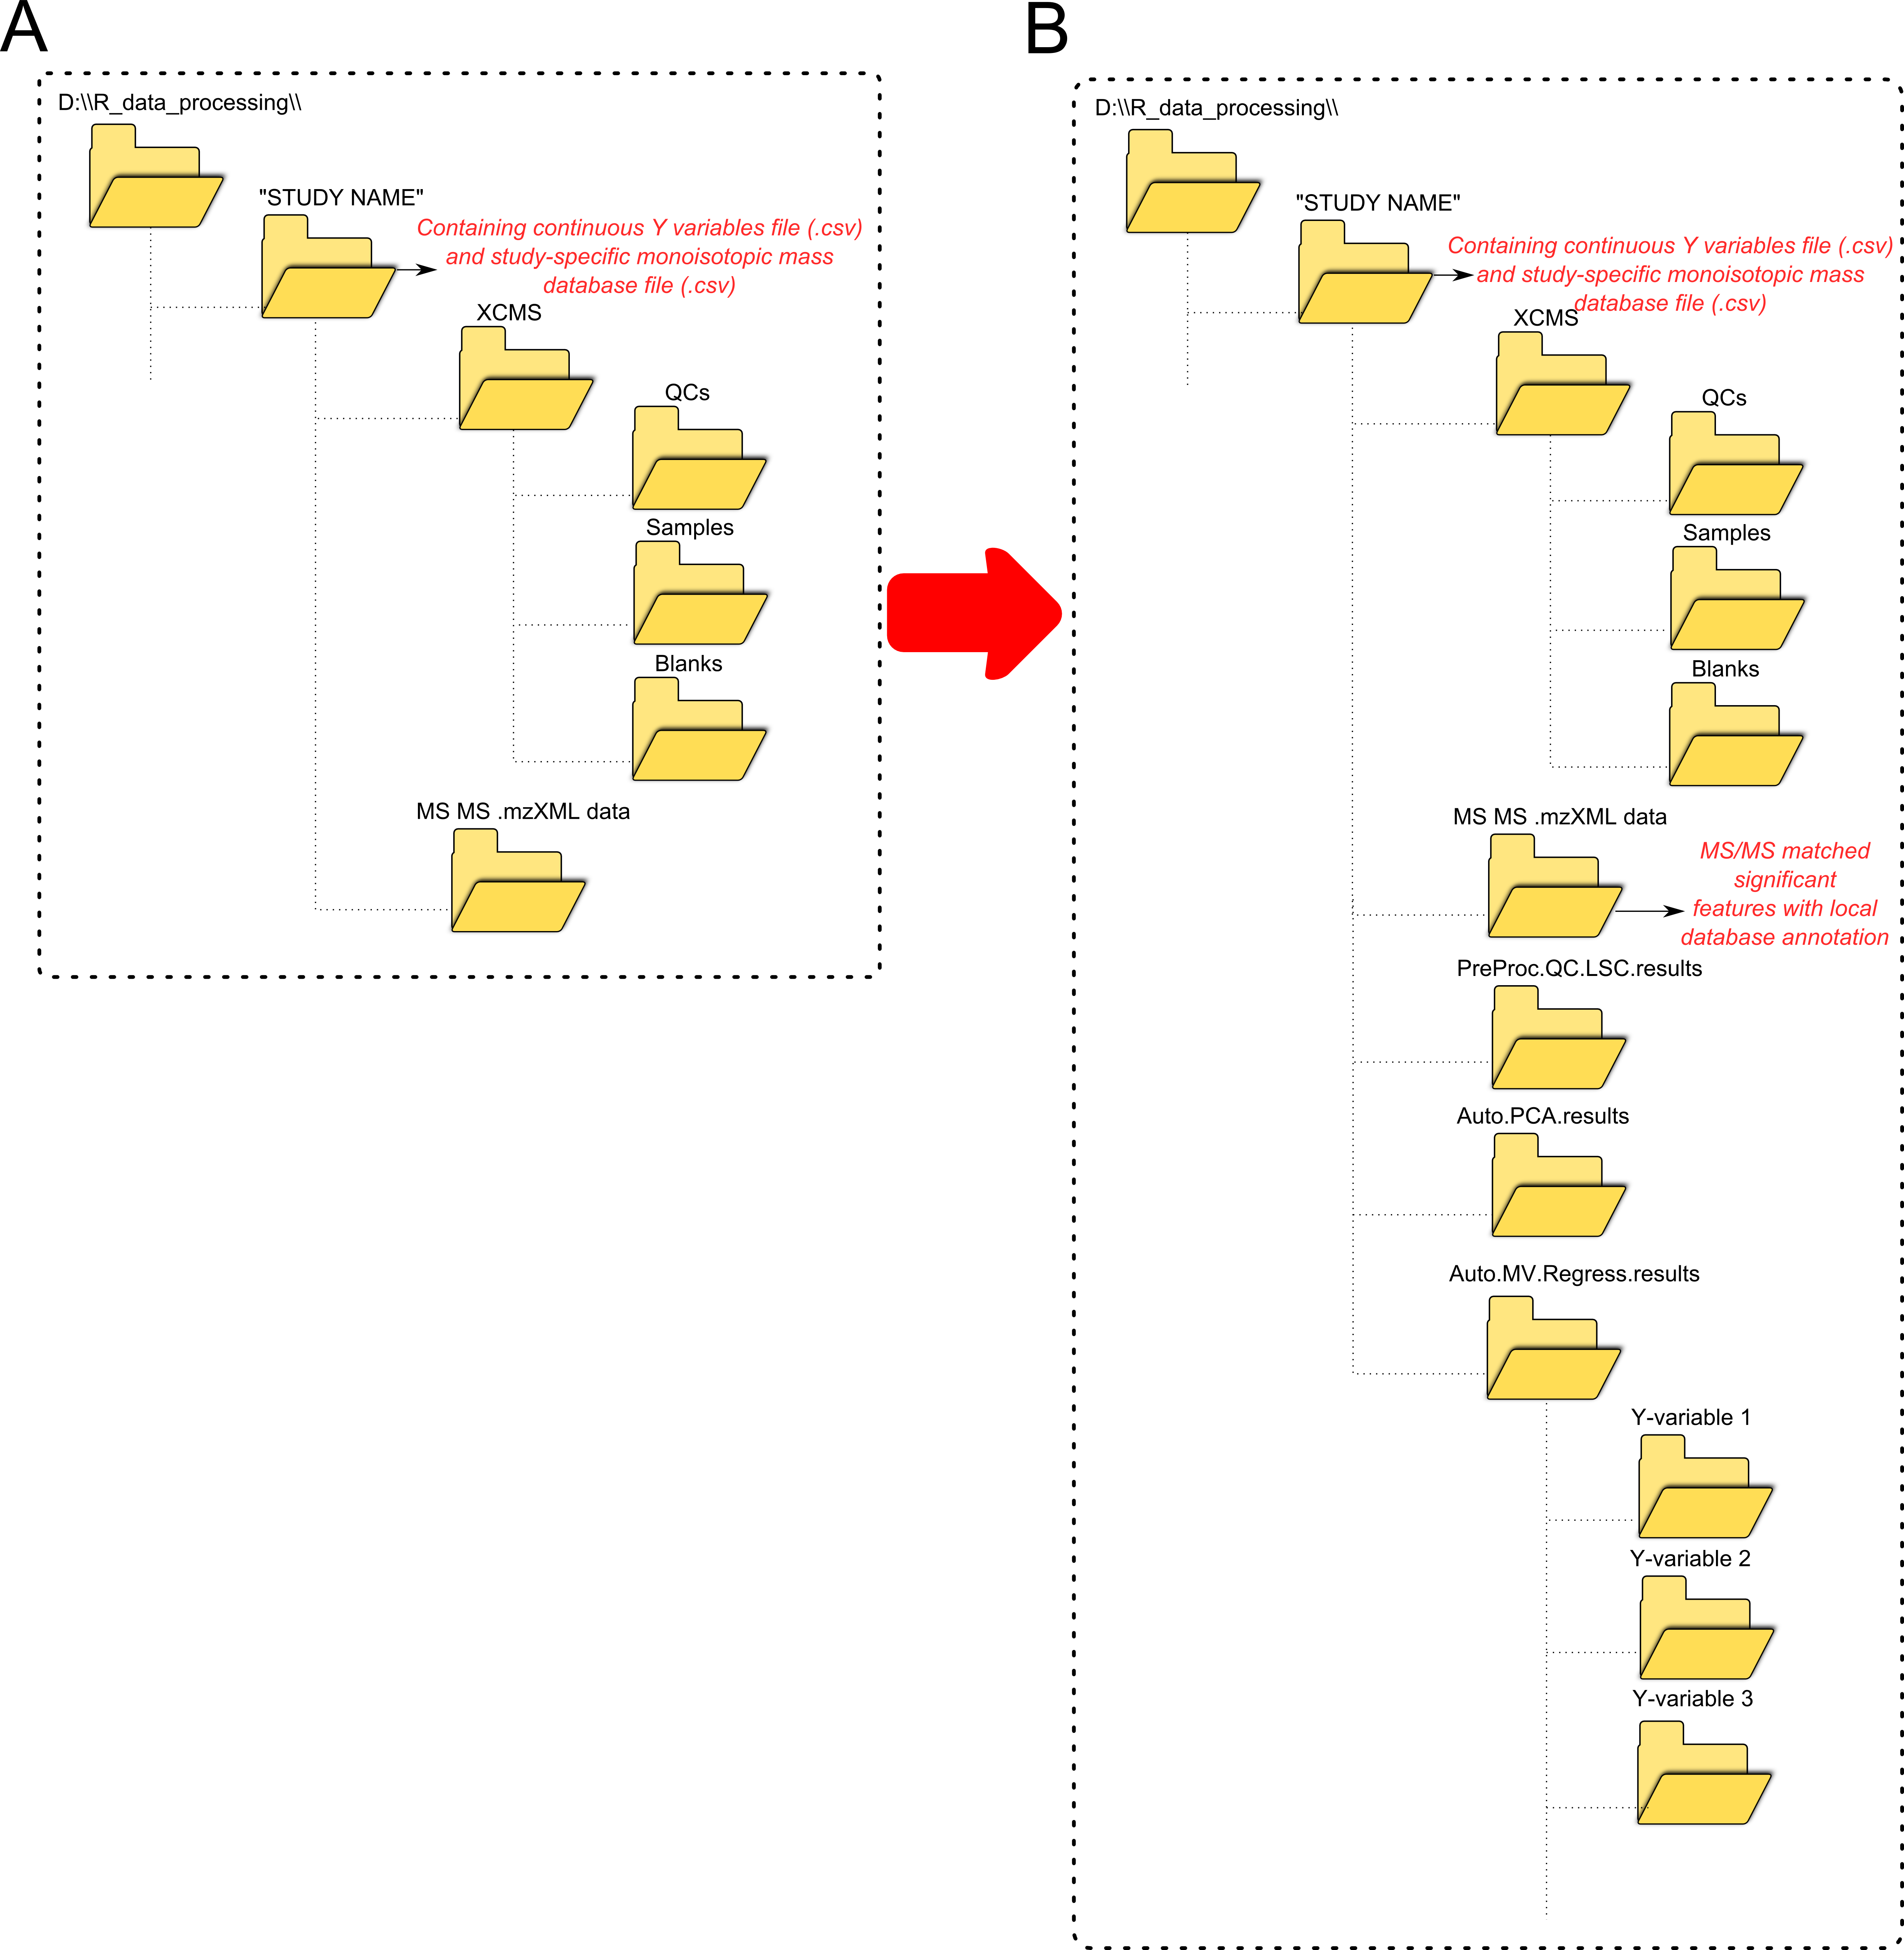 A
D:\\R_data_processing\\
"STUDY NAME"
Containing continuous Y variables file (.csv)
and study-specific monoisotopic mass
database file (.csv)
XCMS
QCs
Samples
Blanks
MS MS .mzXML data
B
D:\\R_data_processing\\
"STUDY NAME"
Containing continuous Y variables file (.csv)
and study-specific monoisotopic mass
database file (.csv)
XCMS
QCs
Samples
Blanks
MS MS .mzXML data
MS/MS matched
significant
features with local
database annotation
PreProc.QC.LSC.results
Auto.PCA.results
Auto.MV.Regress.results
Y-variable 1
Y-variable 2
Y-variable 3